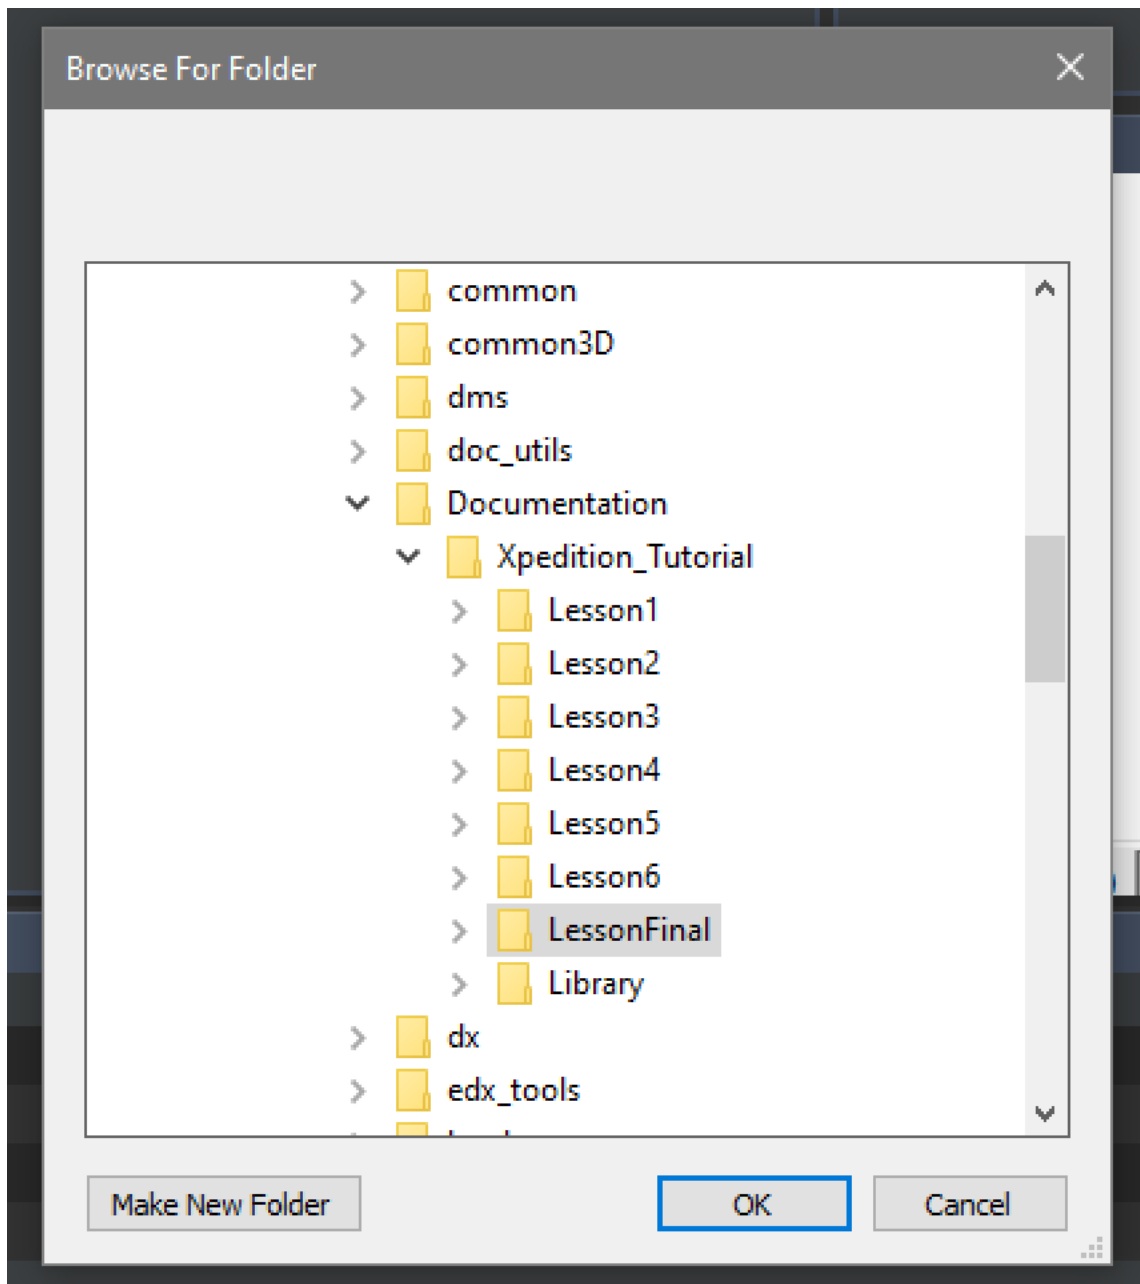 Browse For Folder
common
common3D
dms
doc_utils
Documentation
Xpedition_Tutorial
Lesson1
Lesson2
Lesson3
Lesson4
Lesson5
Lesson6
LessonFinal
Library
dx
edx_tools
Make New Folder
OK
Cancel